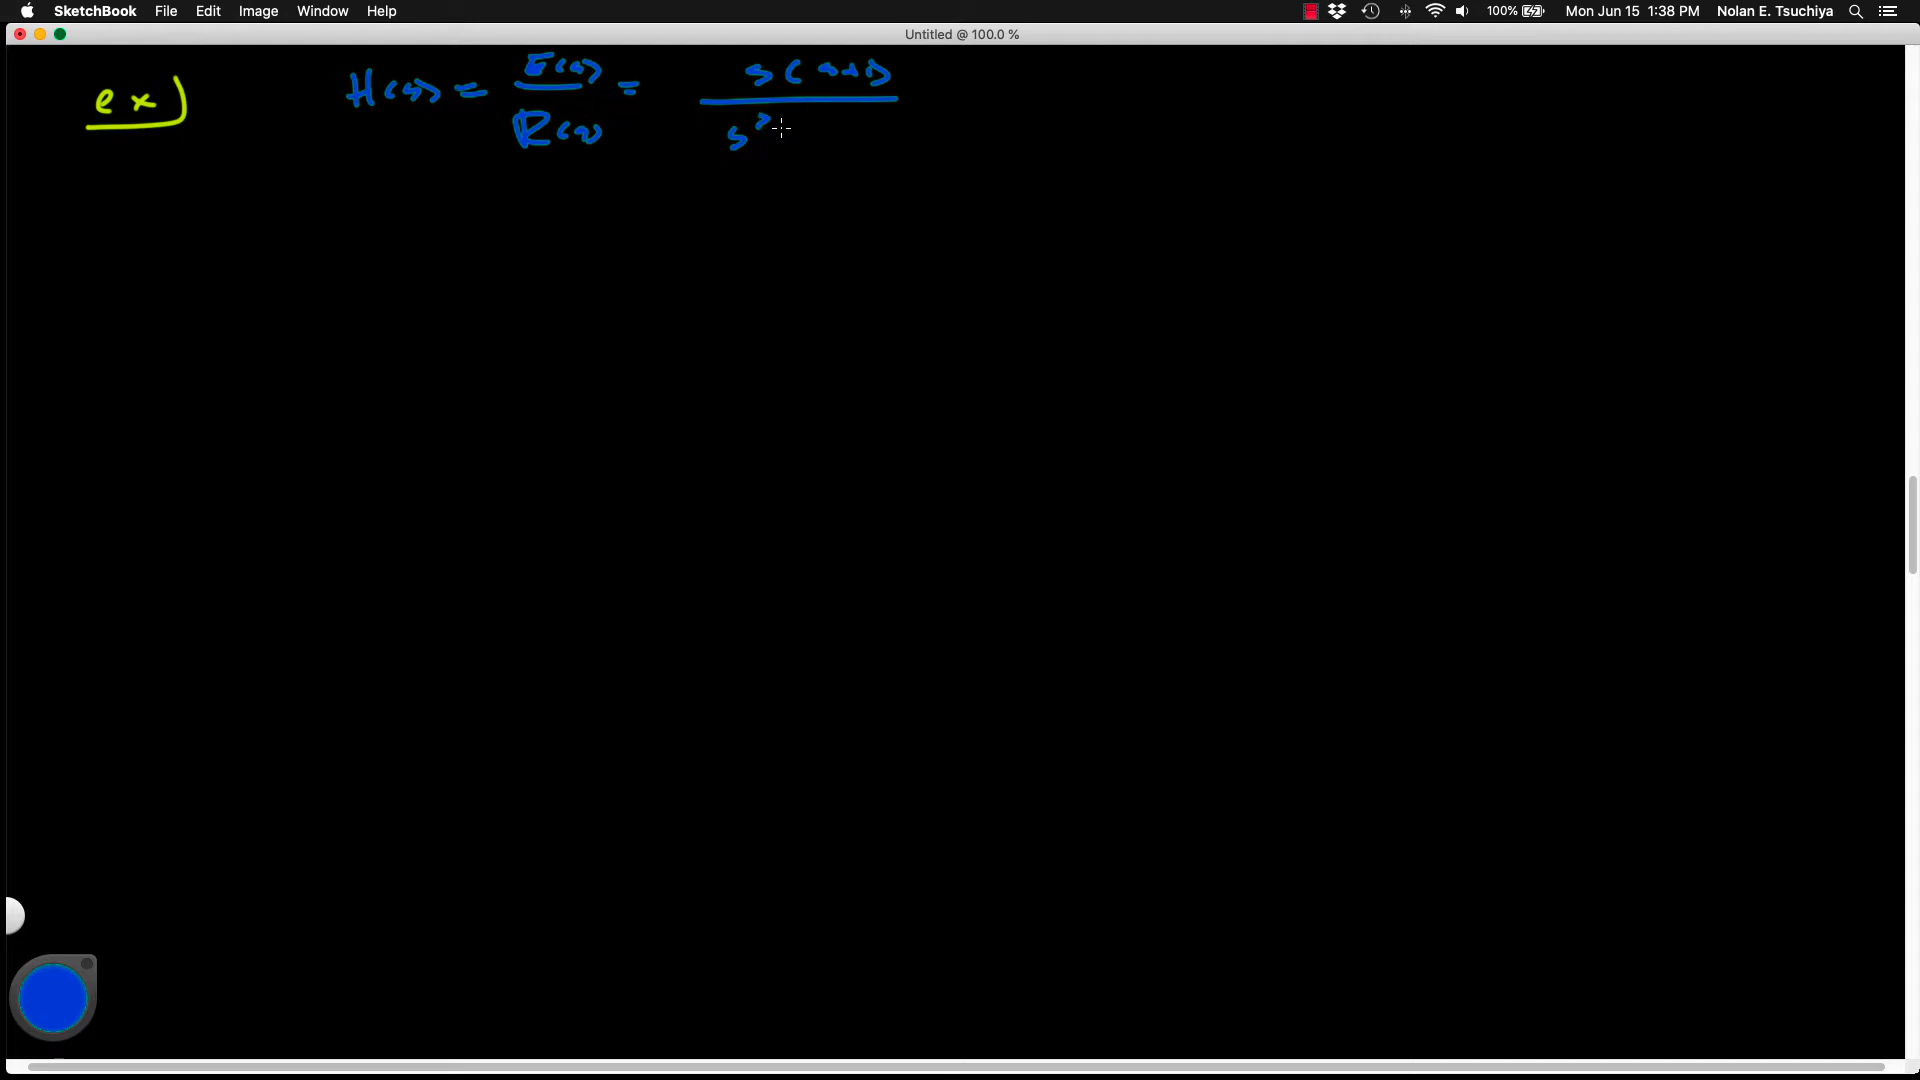 SketchBook File Edit Image Window Help 100% Mon Jun 15 1:38 PM Nolan E. Tsuchiya
Untitled @ 100.0 %
ex) H(s) = E(s) / R(s) = s(s+1) / s²